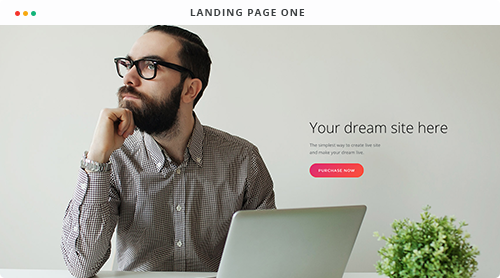 LANDING PAGE ONE
Your dream site here
The simplest way to create live site
and make your dream live.
PURCHASE NOW